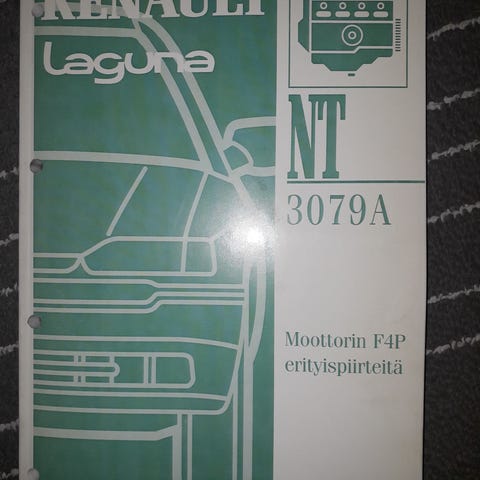 RENAULT
Laguna
NT
3079A
Moottorin F4P
erityispiirteitä